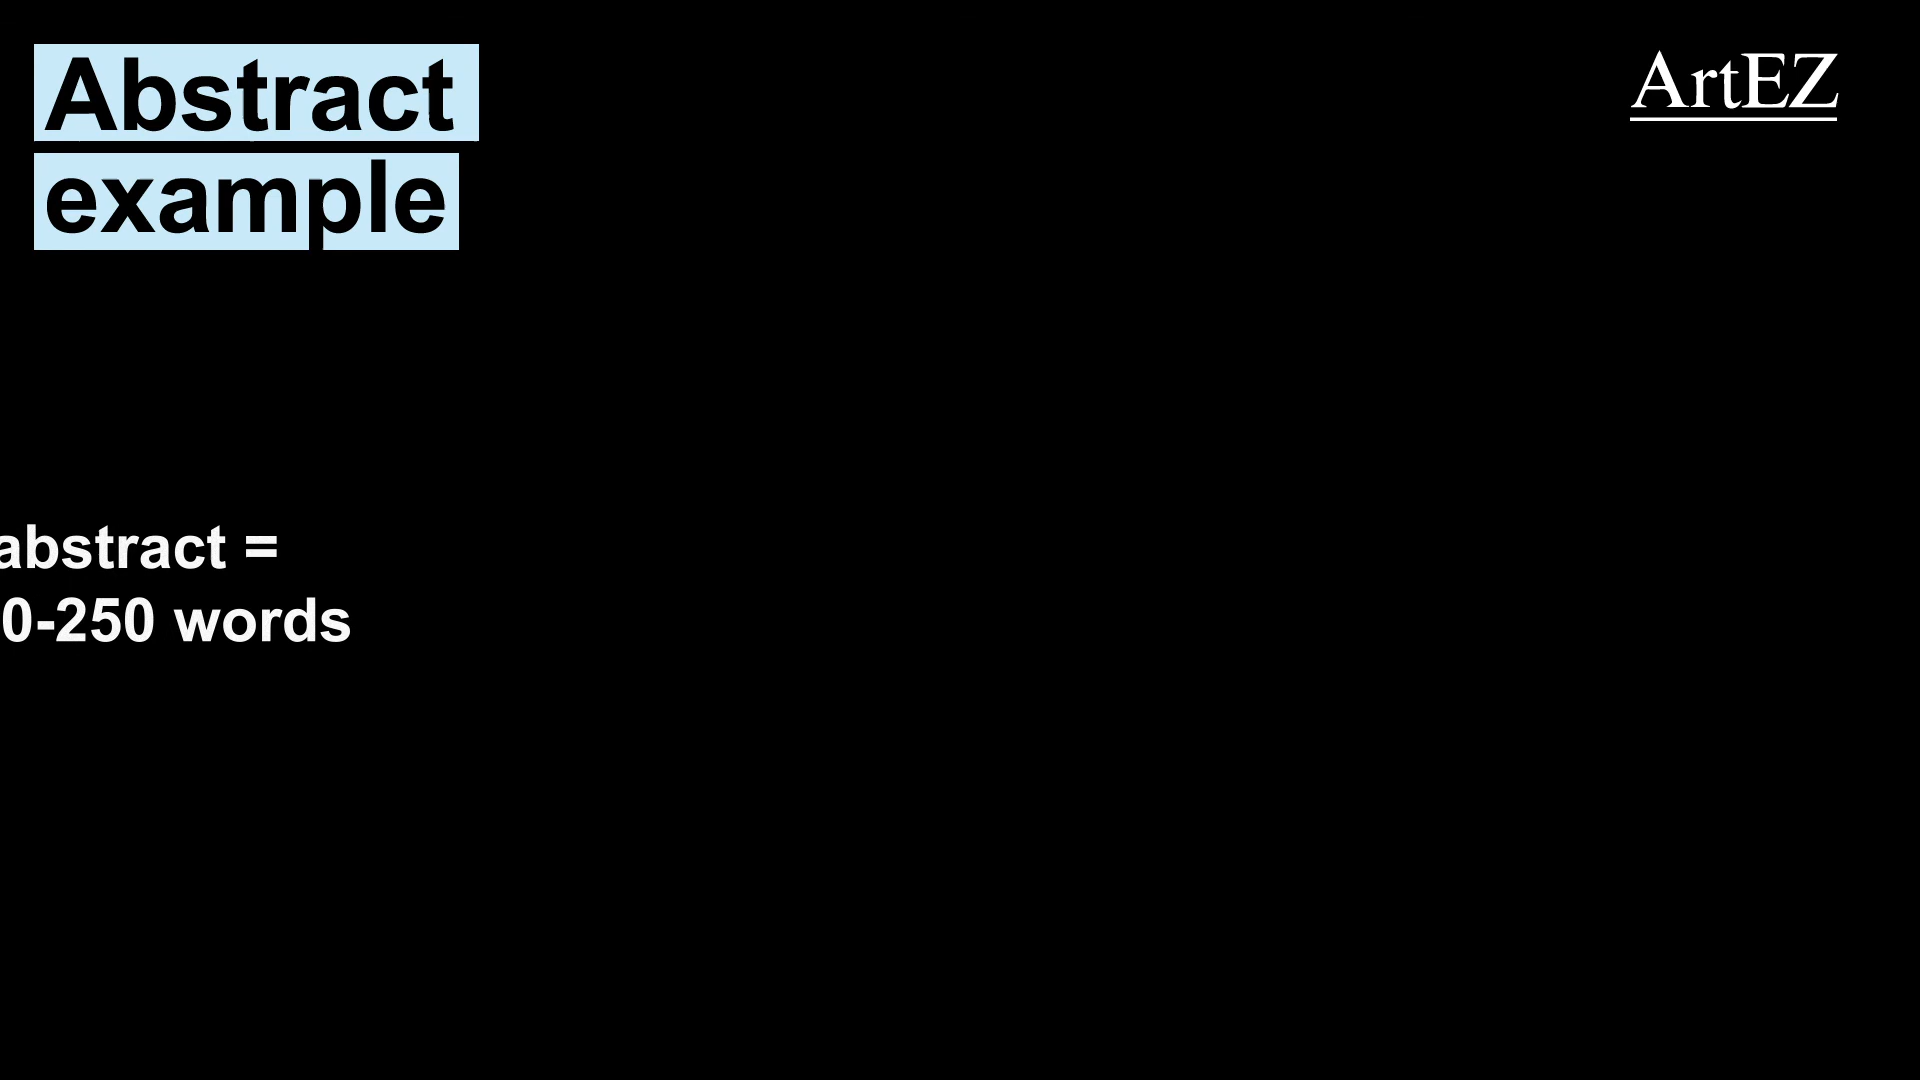 Abstract
example
ArtEZ
abstract =
0-250 words